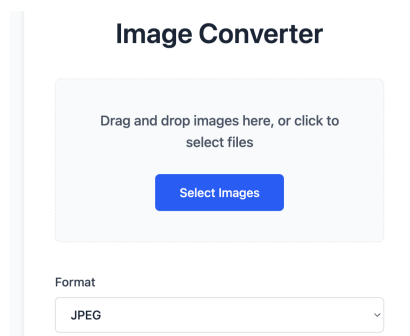 Image Converter
Drag and drop images here, or click to
select files
Select Images
Format
JPEG